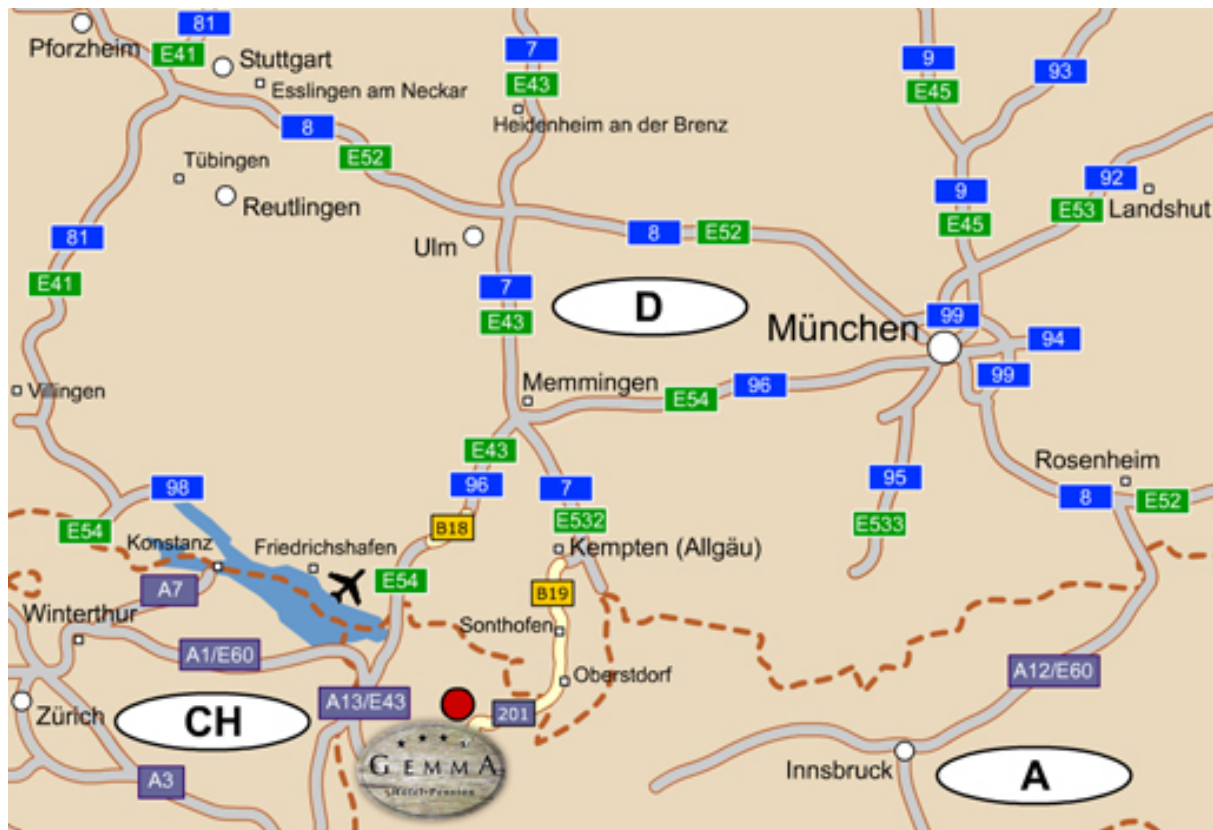 81
7
9
93
Pforzheim
E41
Stuttgart
E43
E45
Esslingen am Neckar
Heidenheim an der Brenz
8
E52
Tübingen
92
9
Reutlingen
E53
Landshut
E45
81
Ulm
8
E52
E41
7
D
E43
99
München
94
99
Villingen
Memmingen
96
E54
E43
Rosenheim
98
96
7
95
8
E52
E54
B18
E532
E533
Konstanz
Friedrichshafen
Kempten (Allgäu)
A7
E54
B19
Winterthur
Sonthofen
A1/E60
Oberstdorf
A12/E60
A13/E43
Zürich
CH
201
GEMMA
Hotel-Pension
A3
Innsbruck
A